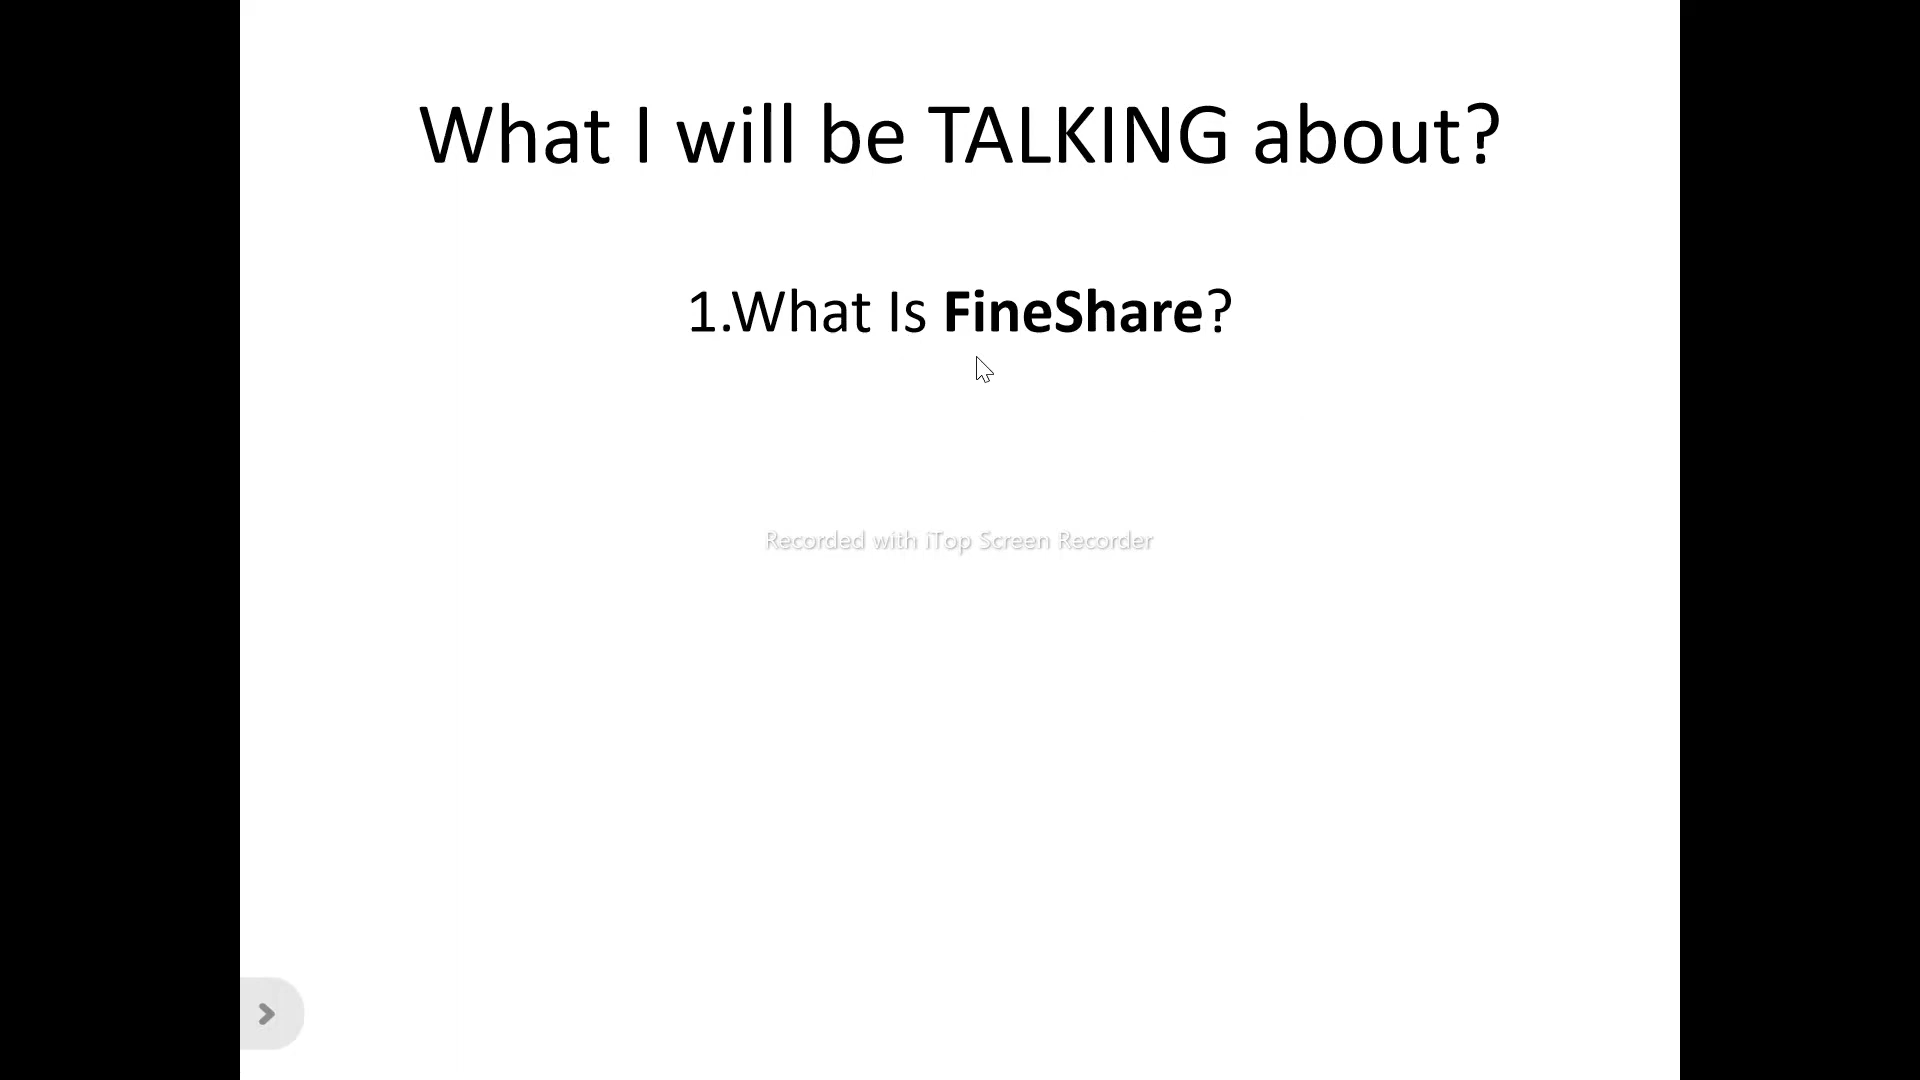 What I will be TALKING about?
1.What Is FineShare?
Recorded with iTop Screen Recorder